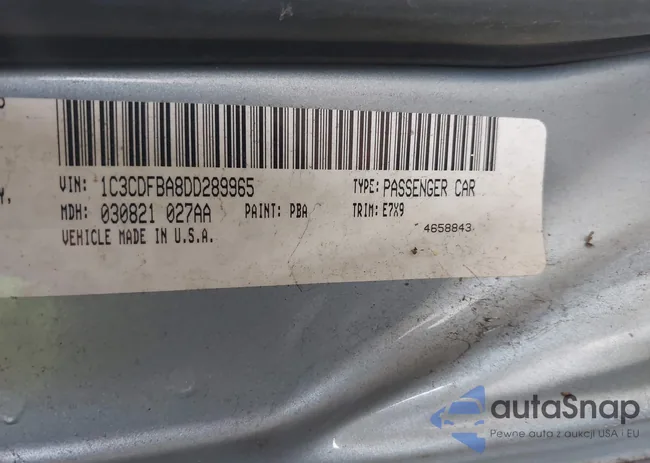 VIN: 1C3CDFBA8DD289965 TYPE: PASSENGER CAR
MDH: 030821 027AA PAINT: PBA TRIM: E7X9
VEHICLE MADE IN U.S.A. 4658843
autoSnap
Pewne auta z aukcji USA i EU